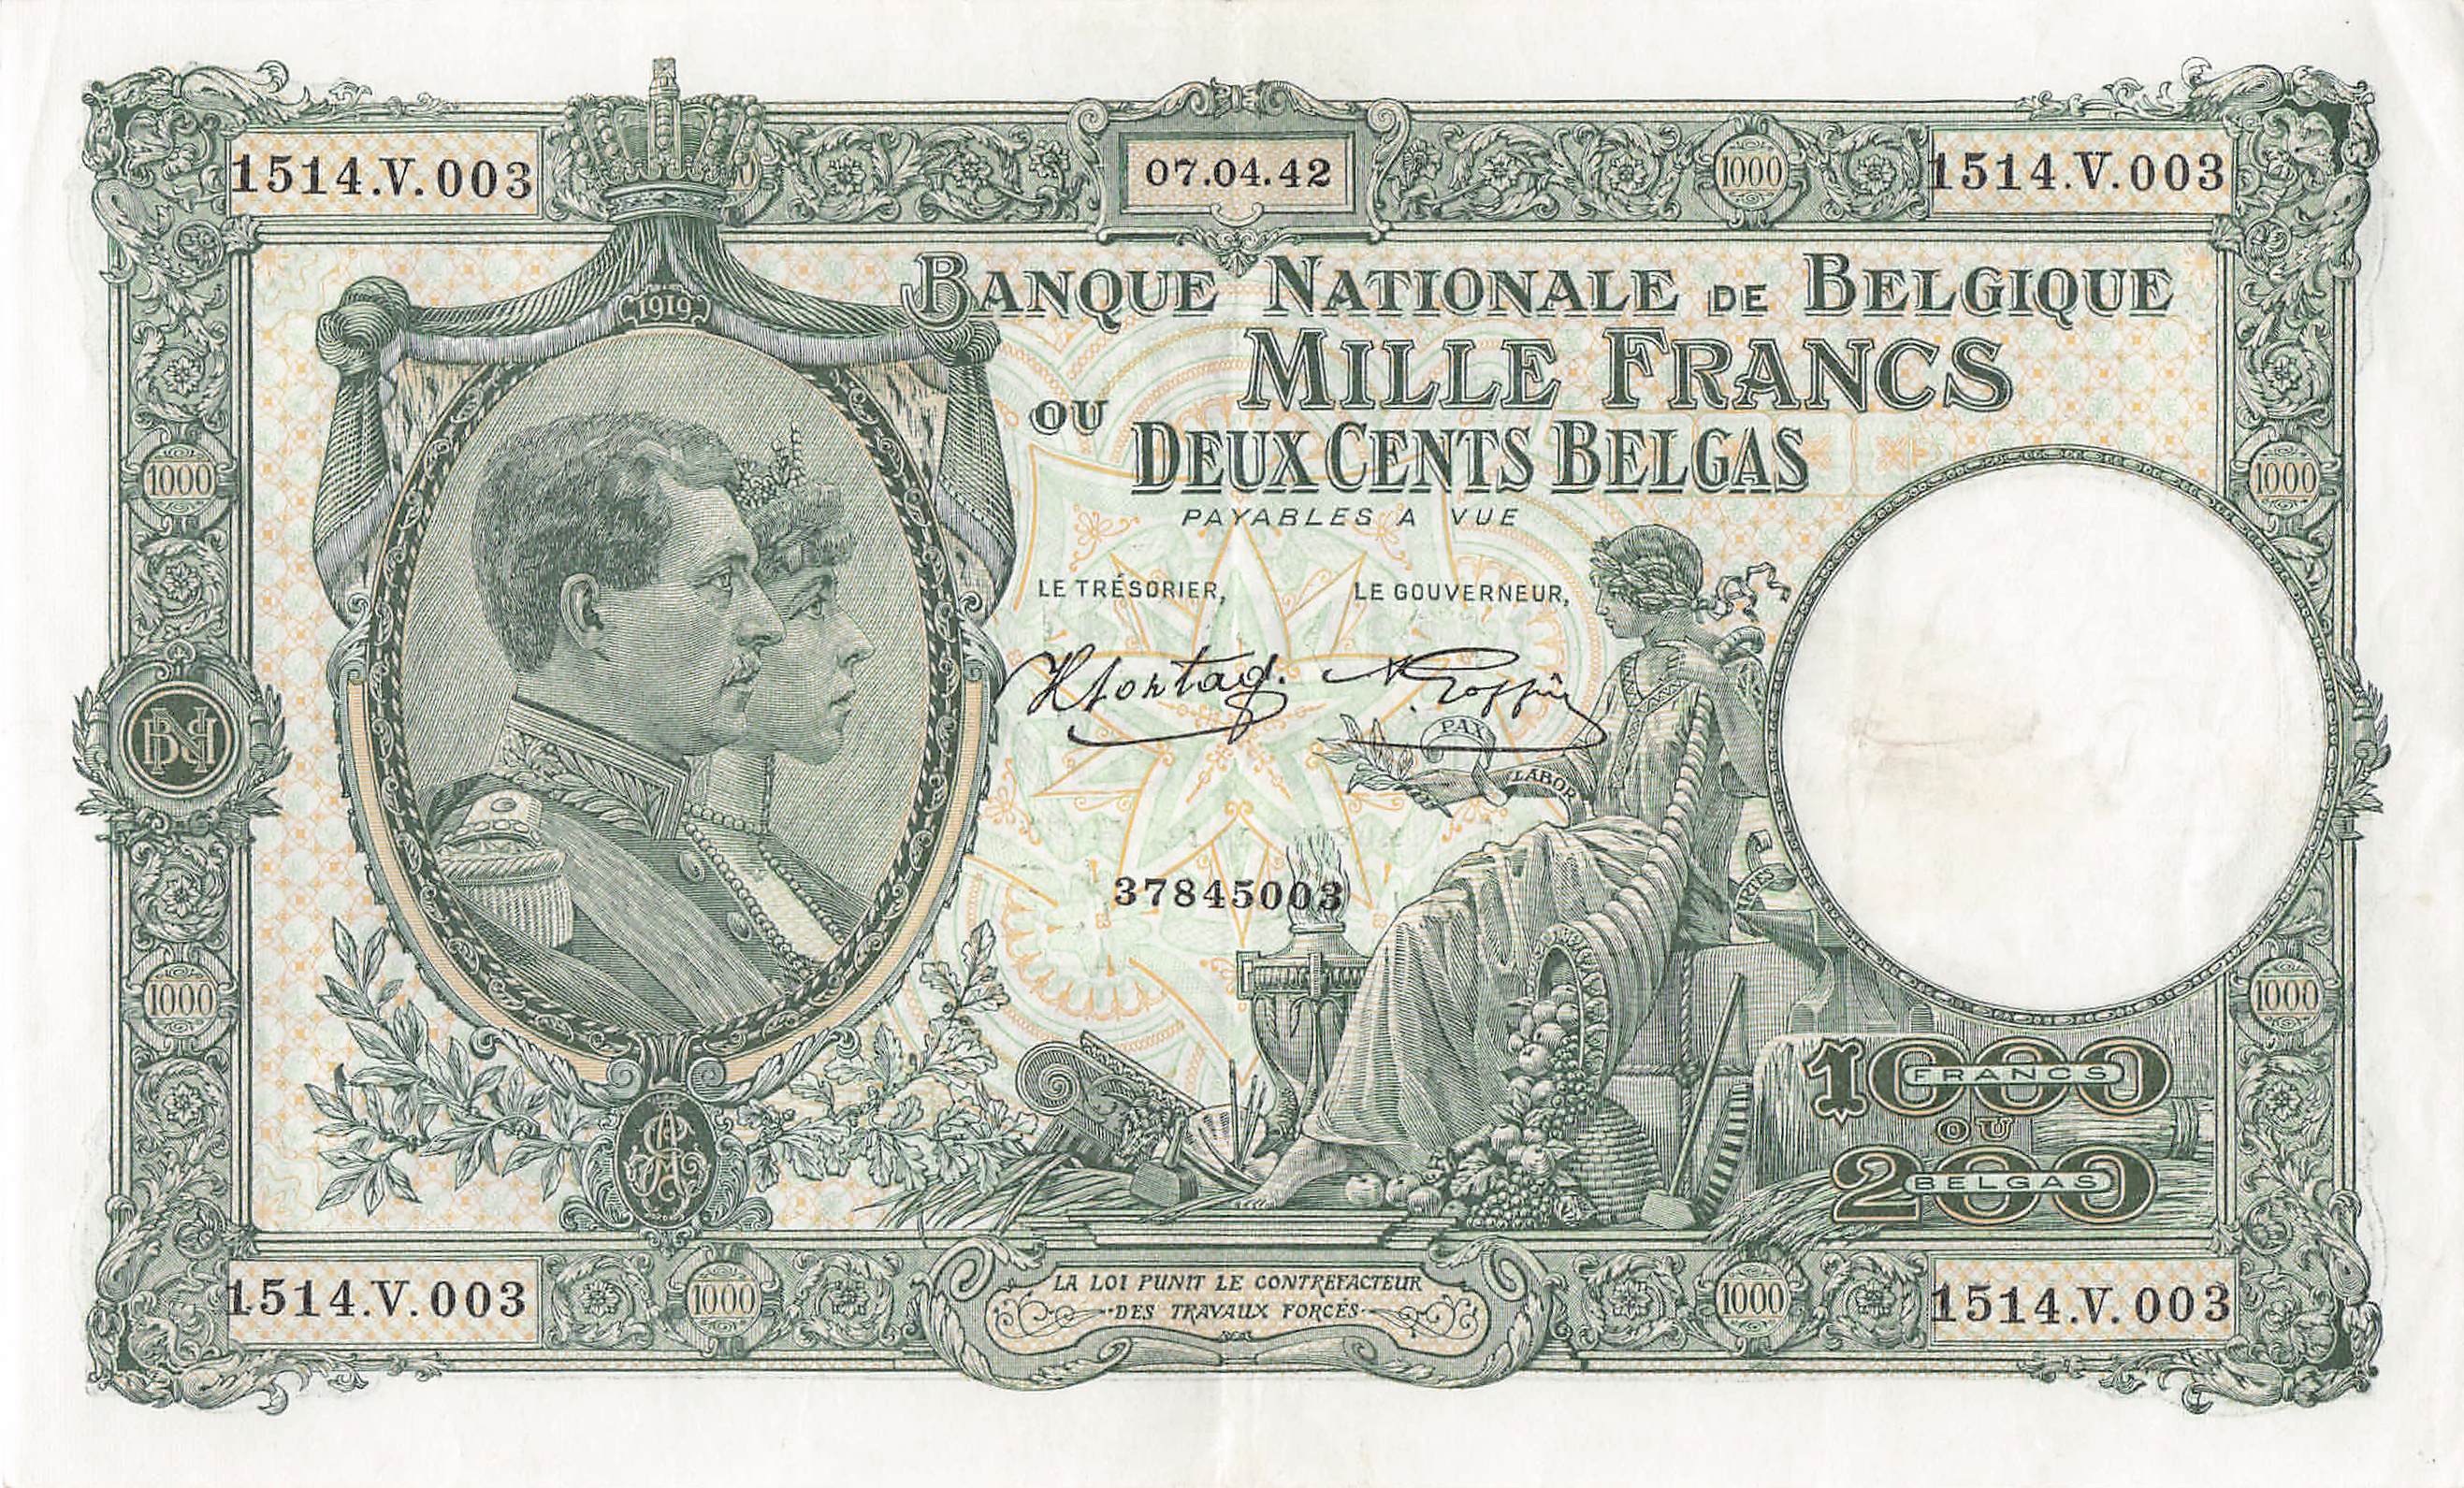 1514.V.003
07.04.42
1000
1514.V.003
1919
BANQUE NATIONALE DE BELGIQUE
MILLE FRANCS
OU
DEUX CENTS BELGAS
PAYABLES A VUE
1000
1000
LE TRÉSORIER,
LE GOUVERNEUR,
BNB
PAX
LABOR
37845003
1000
1000
1000
FRANCS
OU
200
BELGAS
1514.V.003
1000
LA LOI PUNIT LE CONTREFACTEUR
DES TRAVAUX FORCÉS
1000
1514.V.003